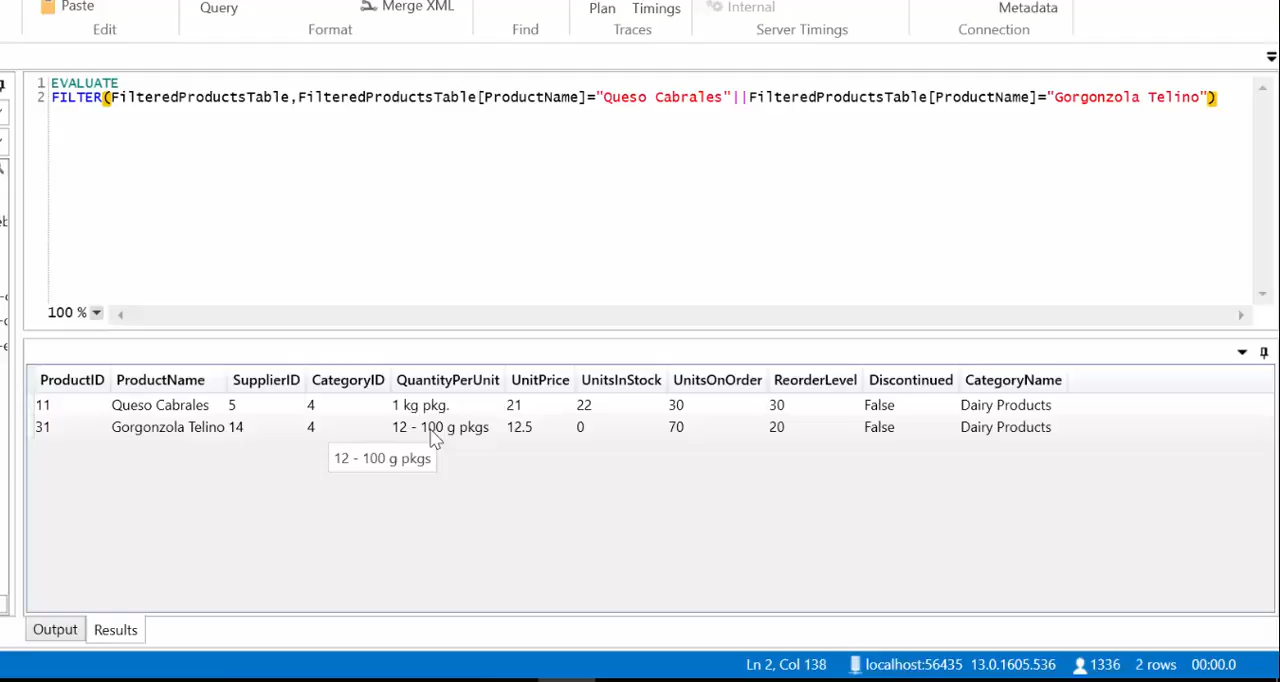 Paste Query Merge XML Plan Timings Internal Metadata
Edit Format Find Traces Server Timings Connection
1 EVALUATE
2 FILTER(FilteredProductsTable,FilteredProductsTable[ProductName]="Queso Cabrales"||FilteredProductsTable[ProductName]="Gorgonzola Telino")
100 %
ProductID ProductName SupplierID CategoryID QuantityPerUnit UnitPrice UnitsInStock UnitsOnOrder ReorderLevel Discontinued CategoryName
11 Queso Cabrales 5 4 1 kg pkg. 21 22 30 30 False Dairy Products
31 Gorgonzola Telino 14 4 12 - 100 g pkgs 12.5 0 70 20 False Dairy Products
12 - 100 g pkgs
Output Results
Ln 2, Col 138 localhost:56435 13.0.1605.536 1336 2 rows 00:00.0